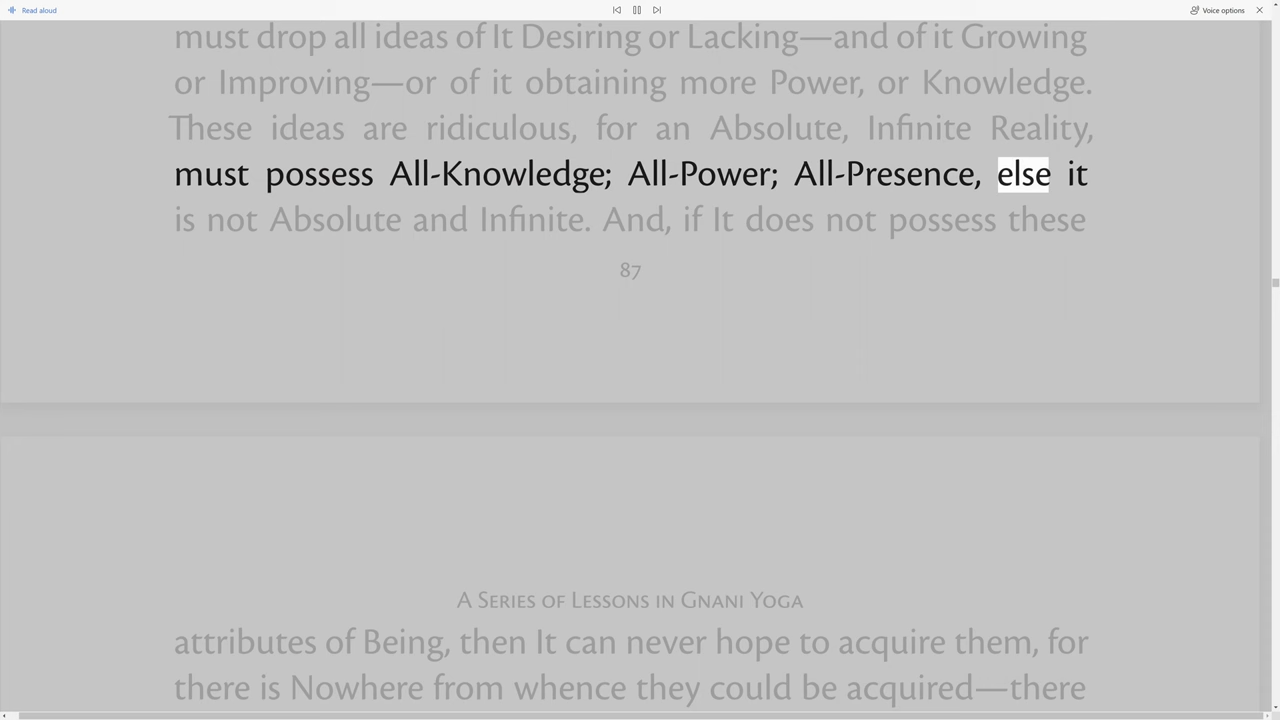 Read aloud
Voice options
must drop all ideas of It Desiring or Lacking—and of it Growing
or Improving—or of it obtaining more Power, or Knowledge.
These ideas are ridiculous, for an Absolute, Infinite Reality,
must possess All-Knowledge; All-Power; All-Presence, else it
is not Absolute and Infinite. And, if It does not possess these
87
A Series of Lessons in Gnani Yoga
attributes of Being, then It can never hope to acquire them, for
there is Nowhere from whence they could be acquired—there